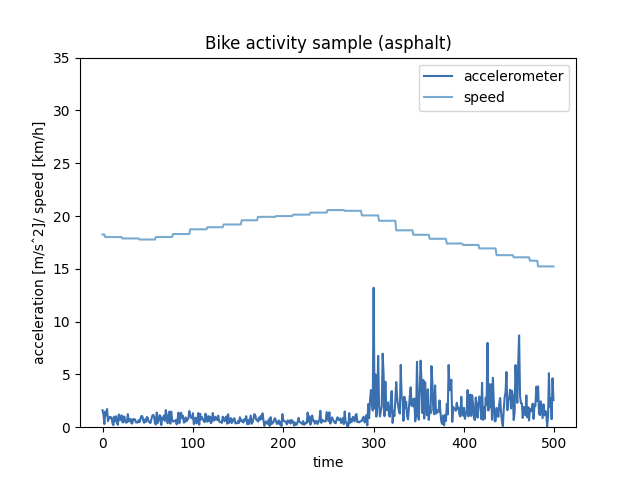 Bike activity sample (asphalt)
accelerometer
speed
acceleration [m/s^2]/ speed [km/h]
35
30
25
20
15
10
5
0
0 100 200 300 400 500
time